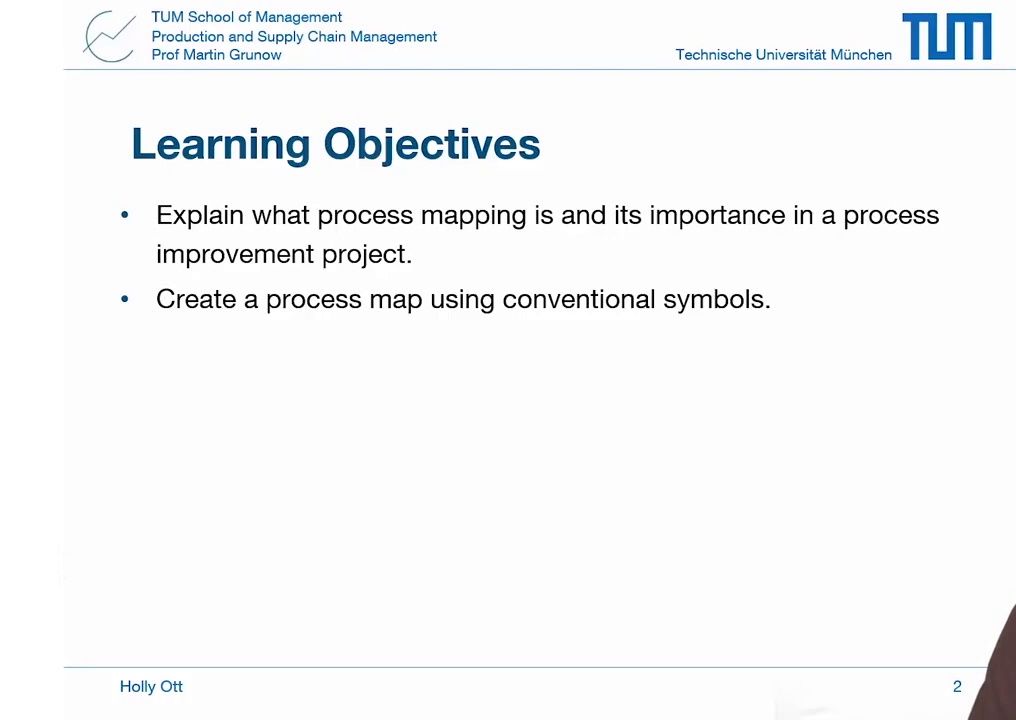 TUM School of Management
Production and Supply Chain Management
Prof Martin Grunow
Technische Universität München
TUM
Learning Objectives
• Explain what process mapping is and its importance in a process
improvement project.
• Create a process map using conventional symbols.
Holly Ott
2